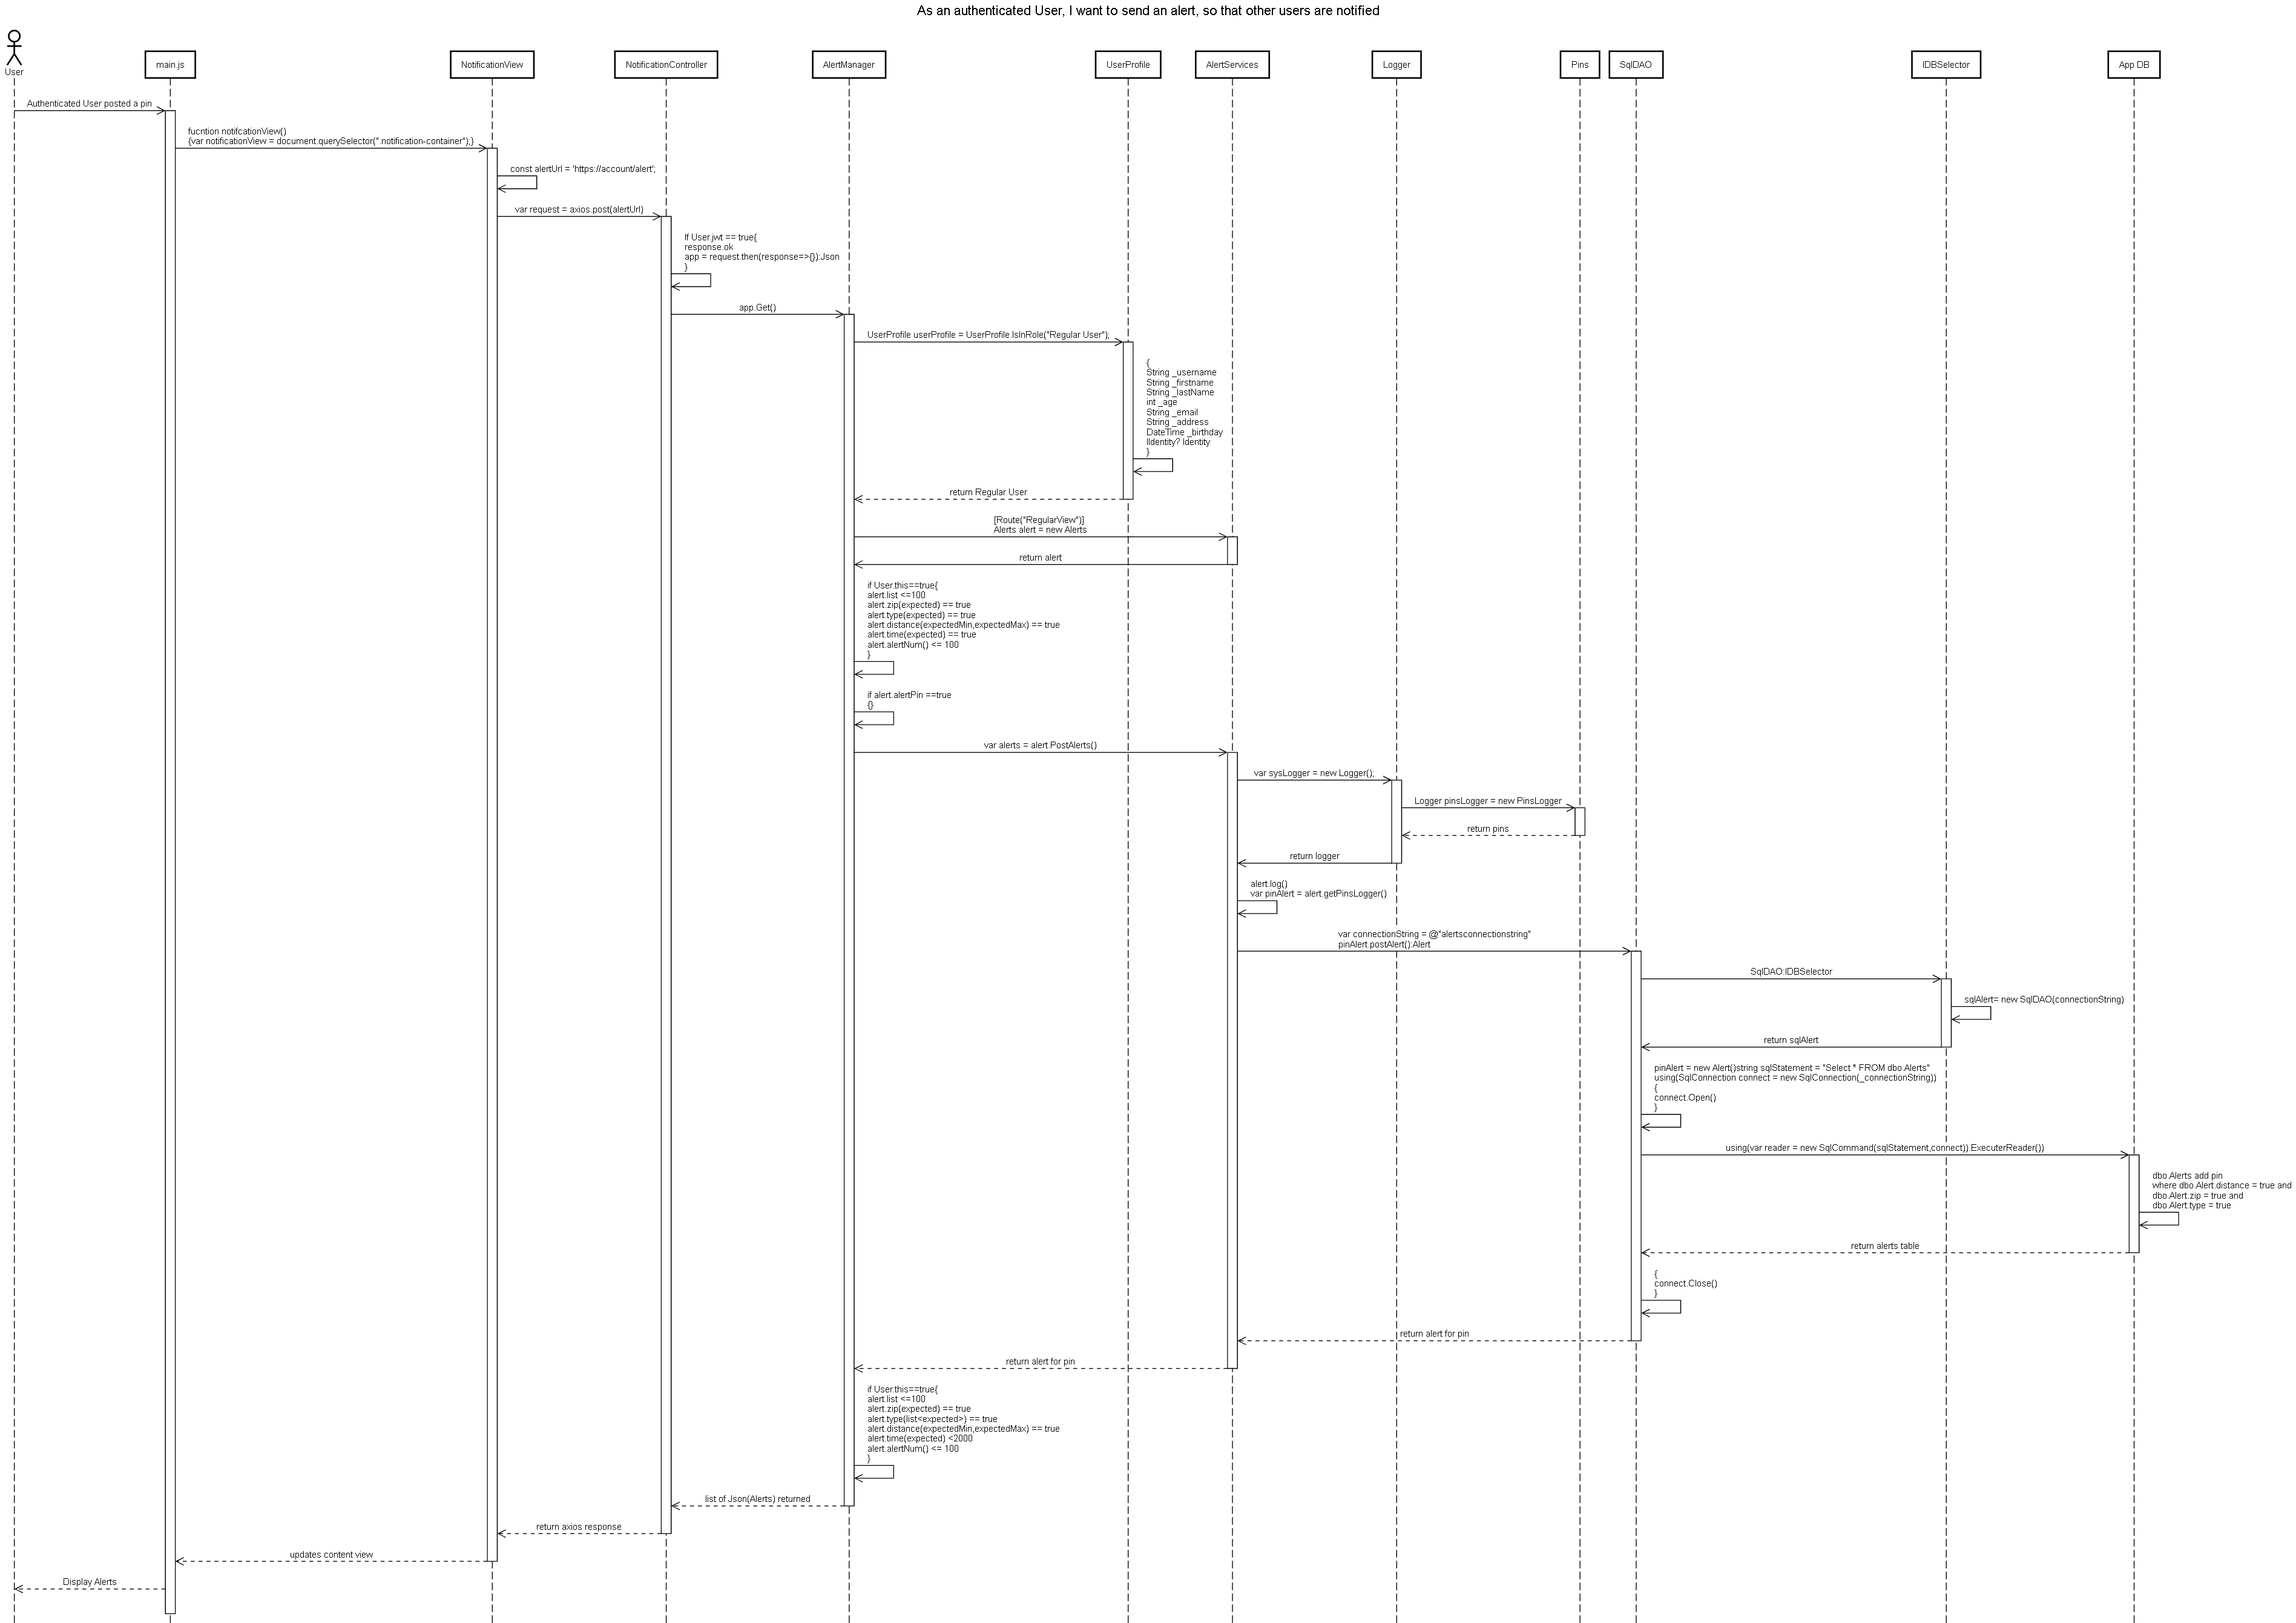 As an authenticated User, I want to send an alert, so that other users are notified
User
main.js
NotificationView
NotificationController
AlertManager
UserProfile
AlertServices
Logger
Pins
SqlDAO
IDBSelector
App DB
Authenticated User posted a pin
fucntion notifcationView()
{var notificationView = document.querySelector(".notification-container");}
const alertUrl = 'https://account/alert';
var request = axios.post(alertUrl)
If User.jwt == true{
response.ok
app = request.then(response=>{}):Json
}
app.Get()
UserProfile userProfile = UserProfile.IsInRole("Regular User");
{
String _username
String _firstname
String _lastName
int _age
String _email
String _address
DateTime _birthday
IIdentity? Identity
}
return Regular User
[Route("RegularView")]
Alerts alert = new Alerts
return alert
if User.this==true{
alert.list <=100
alert.zip(expected) == true
alert.type(expected) == true
alert.distance(expectedMin,expectedMax) == true
alert.time(expected) == true
alert.alertNum() <= 100
}
if alert.alertPin ==true
{}
var alerts = alert.PostAlerts()
var sysLogger = new Logger();
Logger pinsLogger = new PinsLogger
return pins
return logger
alert.log()
var pinAlert = alert.getPinsLogger()
var connectionString = @"alertsconnectionstring"
pinAlert.postAlert():Alert
SqlDAO:IDBSelector
sqlAlert= new SqlDAO(connectionString)
return sqlAlert
pinAlert = new Alert()string sqlStatement = "Select * FROM dbo.Alerts"
using(SqlConnection connect = new SqlConnection(_connectionString))
{
connect.Open()
}
using(var reader = new SqlCommand(sqlStatement,connect)).ExecuterReader())
dbo.Alerts add pin
where dbo.Alert.distance = true and
dbo.Alert.zip = true and
dbo.Alert.type = true
return alerts table
{
connect.Close()
}
return alert for pin
return alert for pin
if User.this==true{
alert.list <=100
alert.zip(expected) == true
alert.type(list<expected>) == true
alert.distance(expectedMin,expectedMax) == true
alert.time(expected) <2000
alert.alertNum() <= 100
}
list of Json(Alerts) returned
return axios response
updates content view
Display Alerts